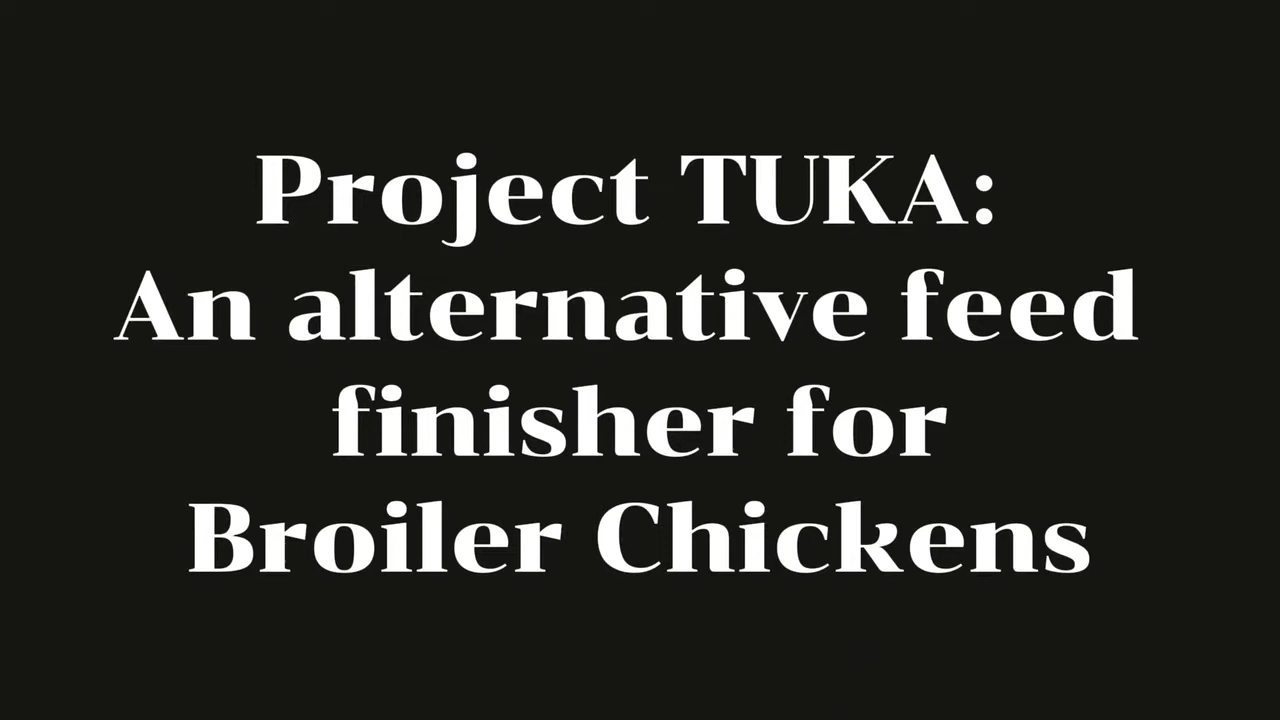 Project TUKA:
An alternative feed
finisher for
Broiler Chickens